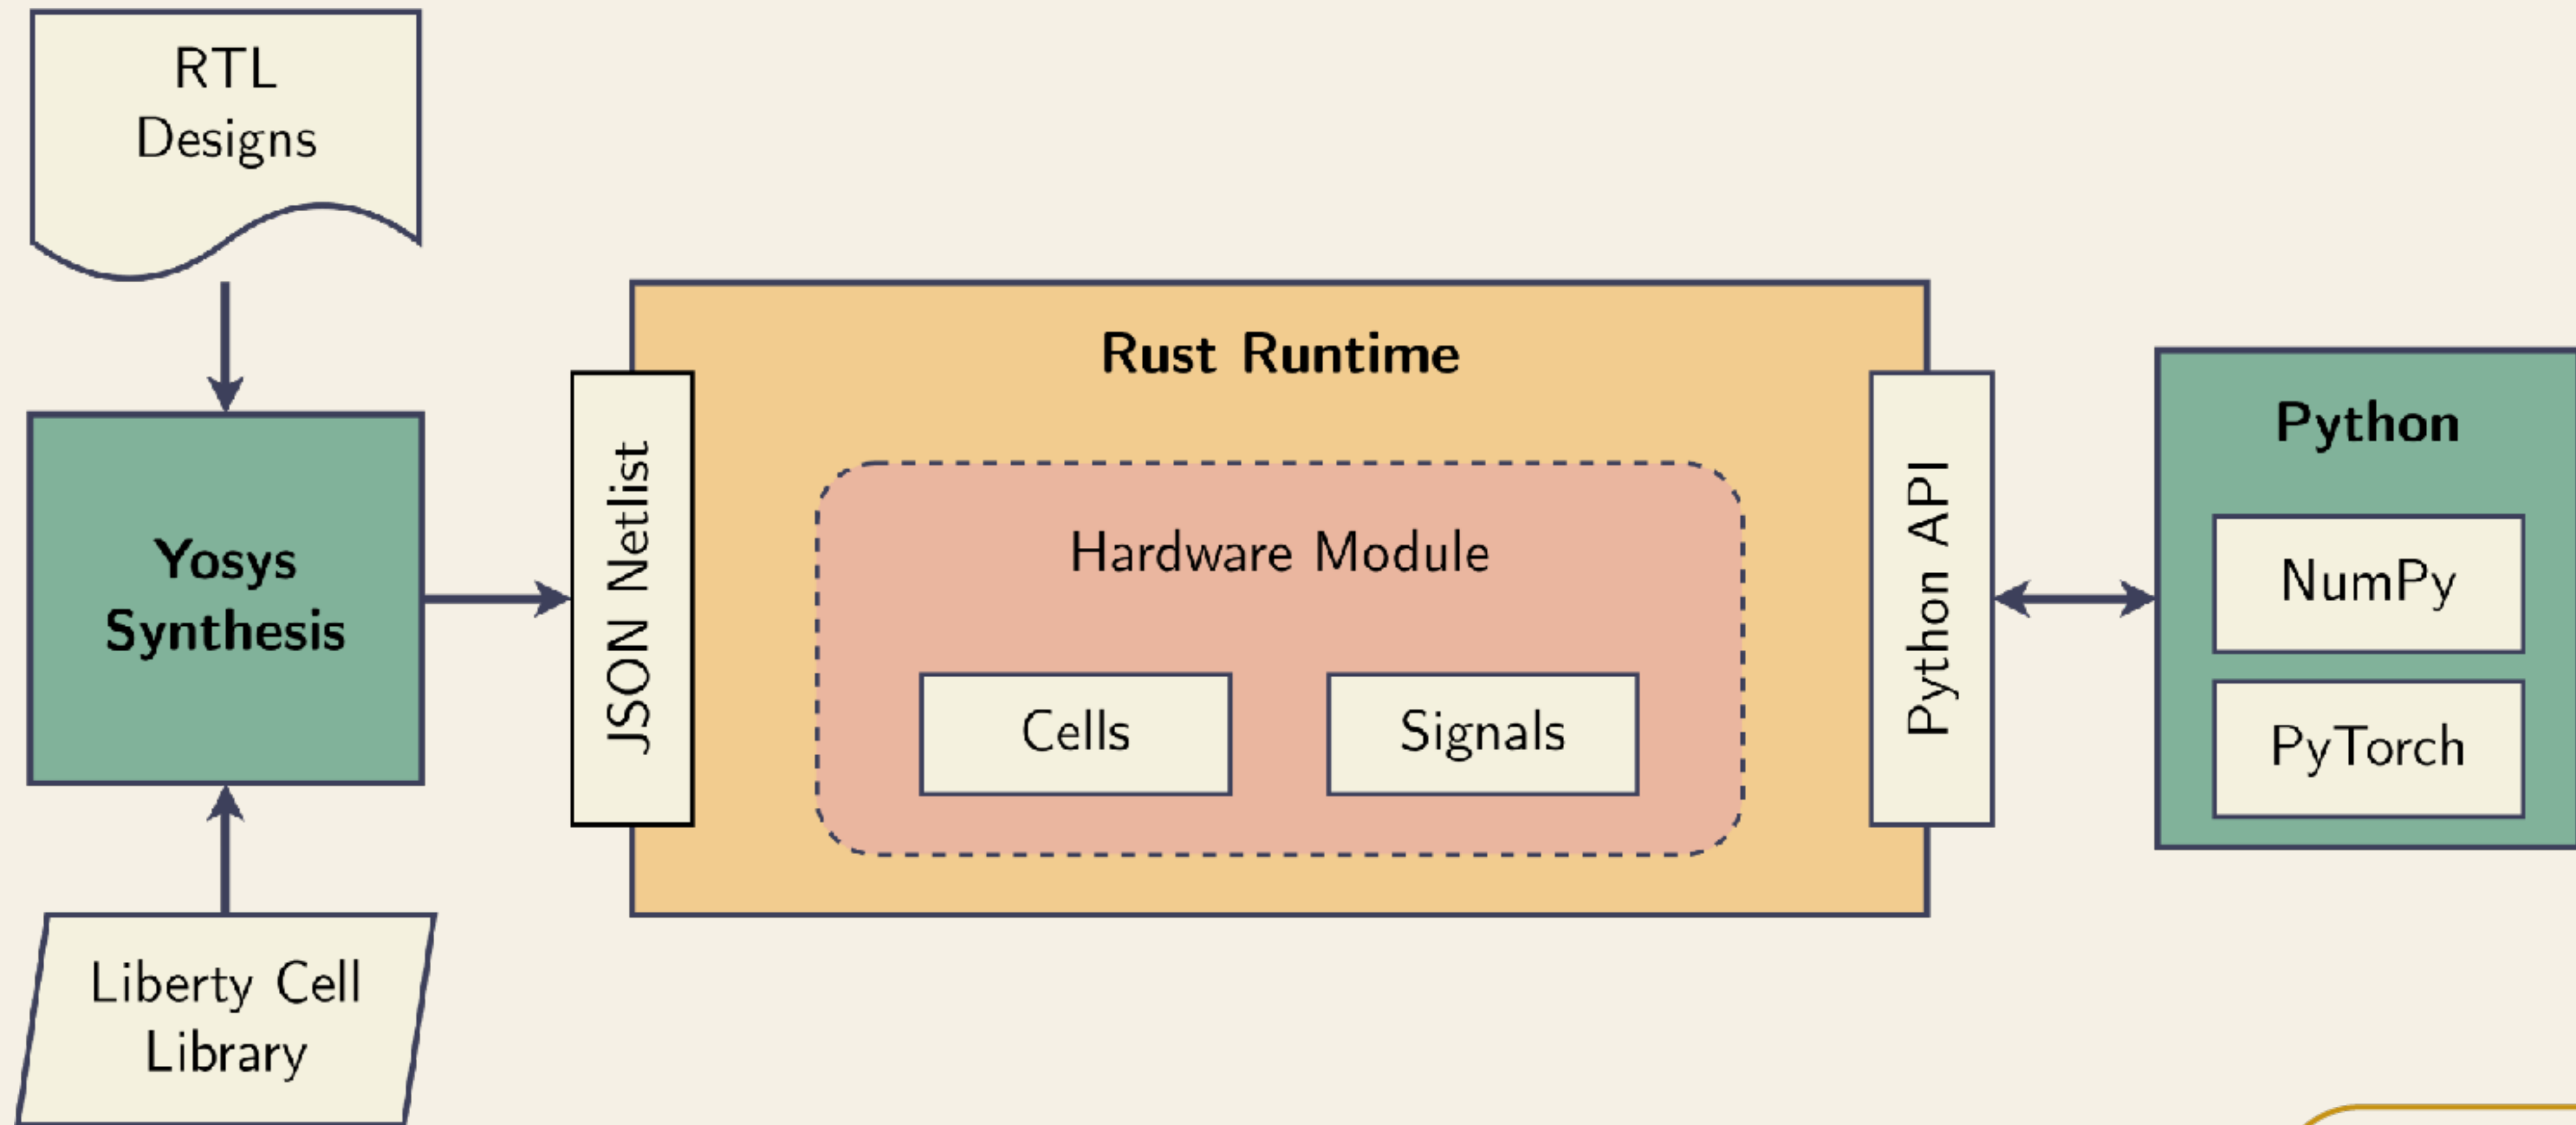 RTL
Designs
Yosys
Synthesis
Liberty Cell
Library
JSON Netlist
Rust Runtime
Hardware Module
Cells
Signals
Python API
Python
NumPy
PyTorch